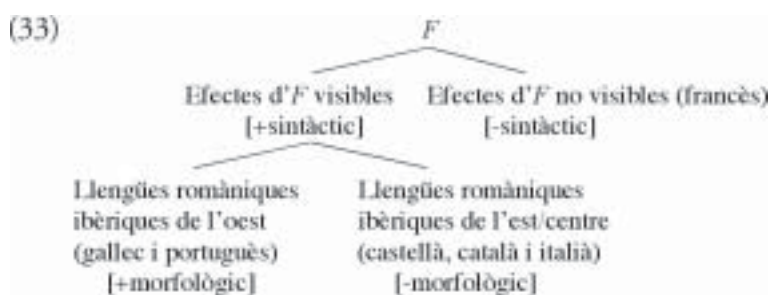 (33) F
Efectes d'F visibles Efectes d'F no visibles (francès)
[+sintàctic] [-sintàctic]
Llengües romàniques Llengües romàniques
ibèriques de l'oest ibèriques de l'est/centre
(gallec i portuguès) (castellà, català i italià)
[+morfològic] [-morfològic]